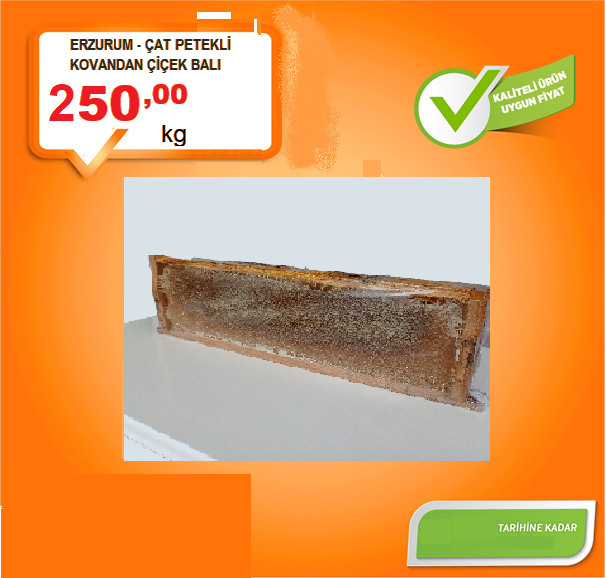 ERZURUM - ÇAT PETEKLİ
KOVANDAN ÇİÇEK BALI
250,00
kg
KALİTELİ ÜRÜN
UYGUN FİYAT
TARİHİNE KADAR